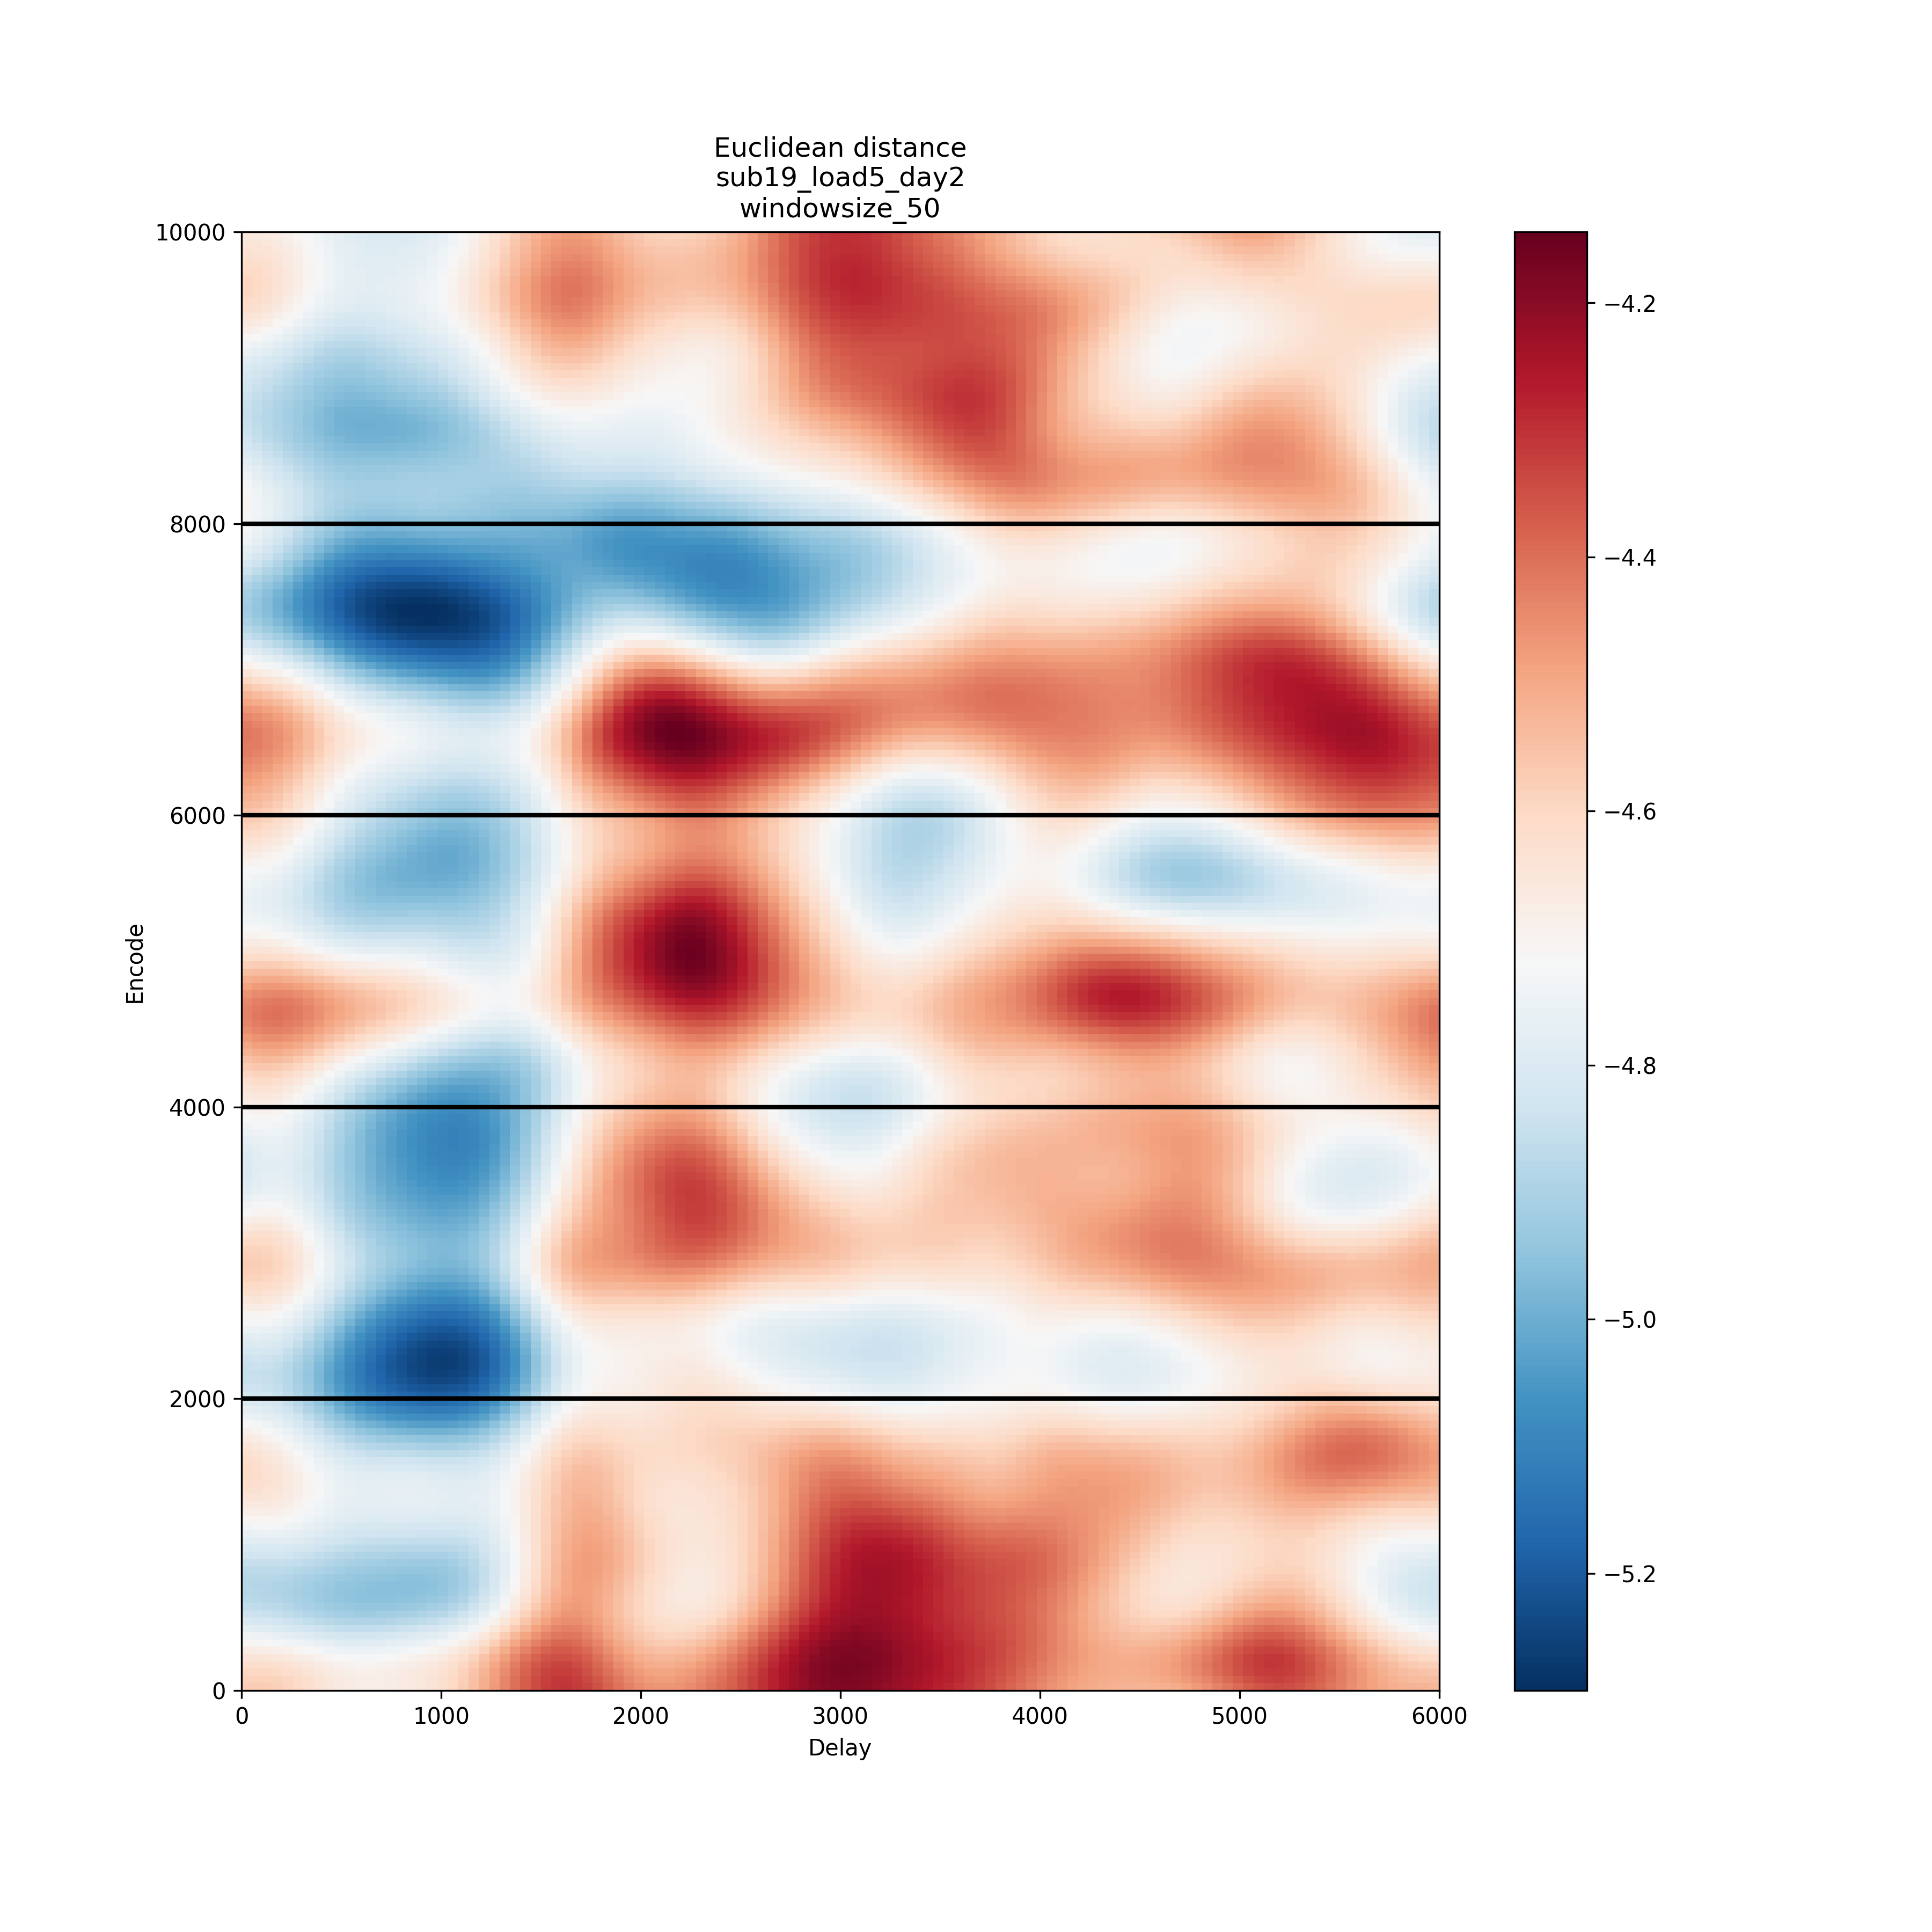 Euclidean distance
sub19_load5_day2
windowsize_50
10000
8000
6000
4000
2000
0
Encode
0 1000 2000 3000 4000 5000 6000
Delay
−4.2
−4.4
−4.6
−4.8
−5.0
−5.2